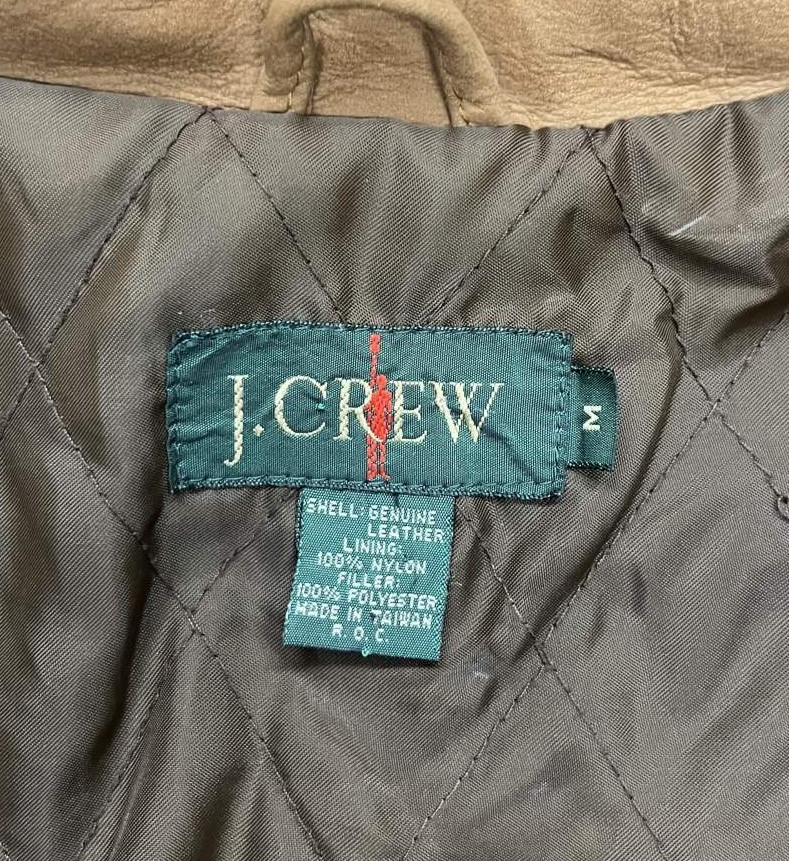 J.CREW
M
SHELL: GENUINE
LEATHER
LINING:
100% NYLON
FILLER:
100% POLYESTER
MADE IN TAIWAN
R.O.C.